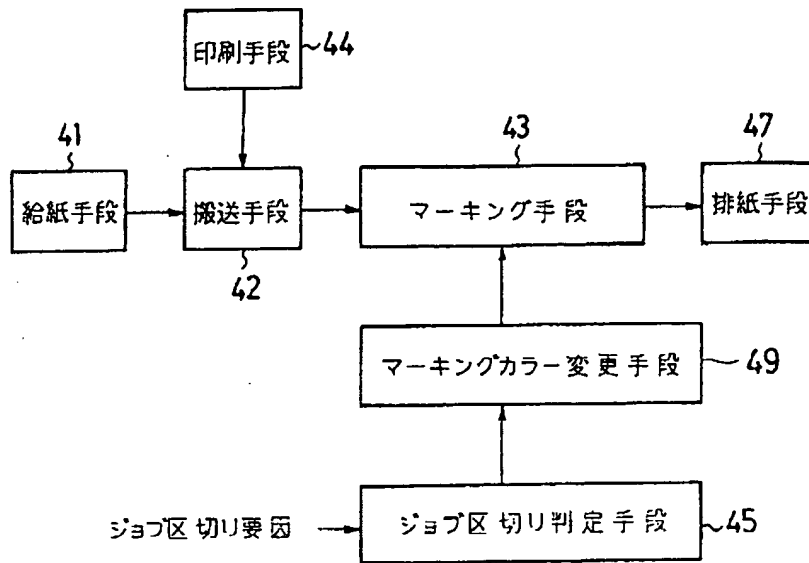 印刷手段
44
41
43
47
給紙手段
搬送手段
マーキング手段
排紙手段
42
マーキングカラー変更手段
49
ジョブ区切り要因
ジョブ区切り判定手段
45